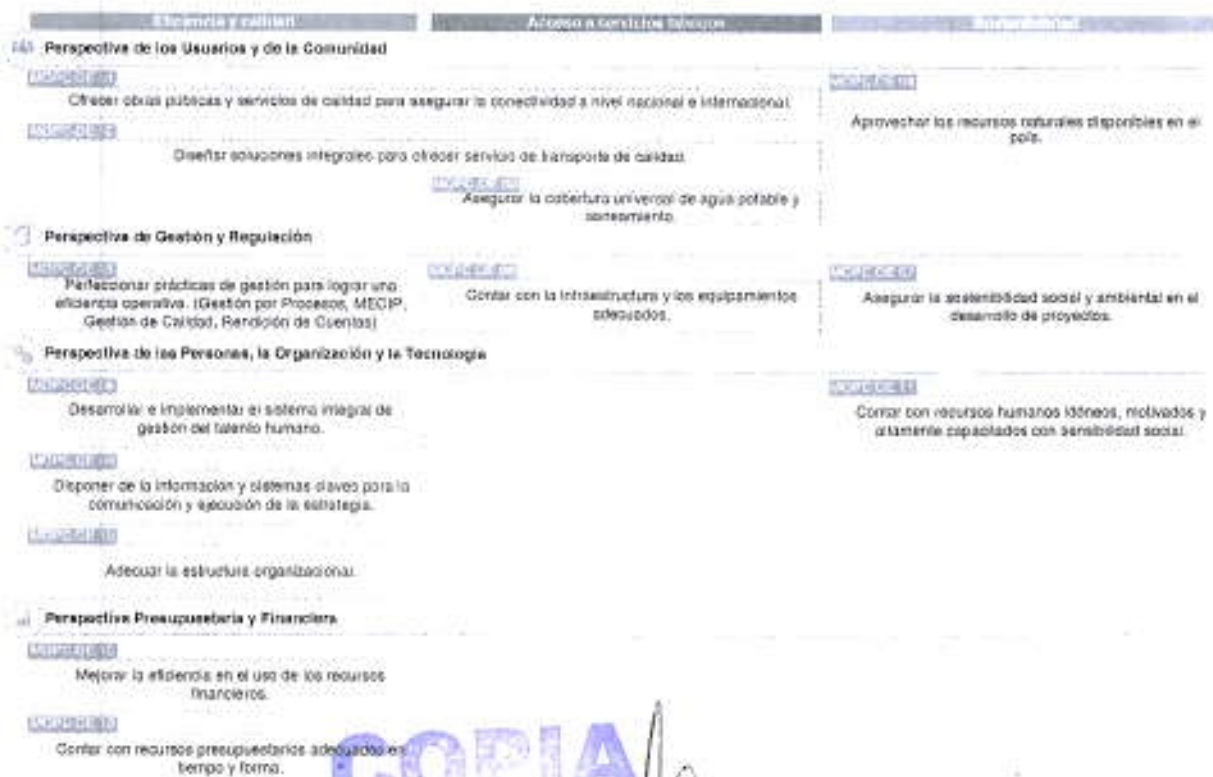 Eficiencia y calidad
Acceso a servicios básicos
Sostenibilidad
Perspectiva de los Usuarios y de la Comunidad
Ofrecer obras públicas y servicios de calidad para asegurar la conectividad a nivel nacional e internacional.
Aprovechar los recursos naturales disponibles en el
país.
Diseñar soluciones integrales para ofrecer servicio de transporte de calidad.
Asegurar la cobertura universal de agua potable y
saneamiento.
Perspectiva de Gestión y Regulación
Perfeccionar prácticas de gestión para lograr una
eficiencia operativa. (Gestión por Procesos, MECIP,
Gestión de Calidad, Rendición de Cuentas)
Contar con la infraestructura y los equipamientos
adecuados.
Asegurar la sostenibilidad social y ambiental en el
desarrollo de proyectos.
Perspectiva de las Personas, la Organización y la Tecnología
Desarrollar e implementar el sistema integral de
gestión del talento humano.
Contar con recursos humanos idóneos, motivados y
altamente capacitados con sensibilidad social.
Disponer de la información y sistemas claves para la
comunicación y ejecución de la estrategia.
Adecuar la estructura organizacional.
Perspectiva Presupuestaria y Financiera
Mejorar la eficiencia en el uso de los recursos
financieros.
Contar con recursos presupuestarios adecuados en
tiempo y forma.
COPIA